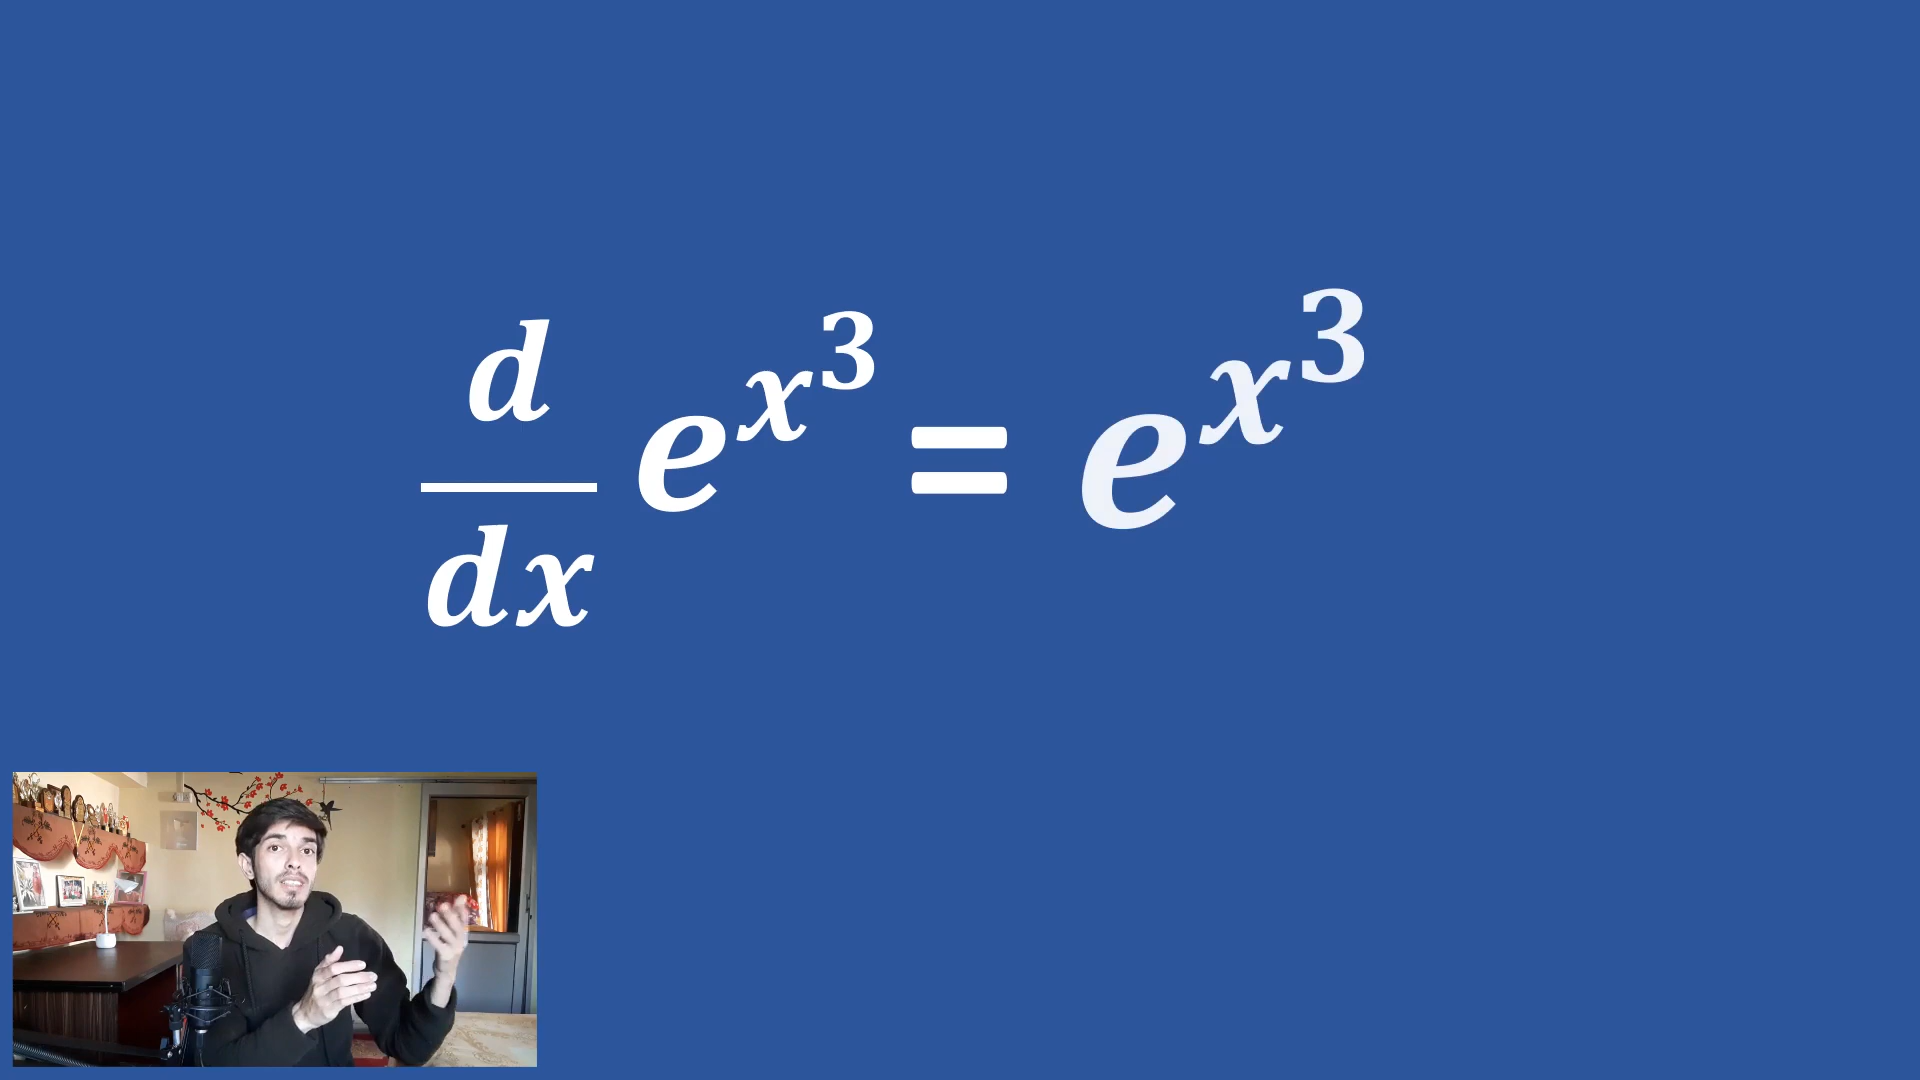 d/dx e^{x^3} = e^{x^3}